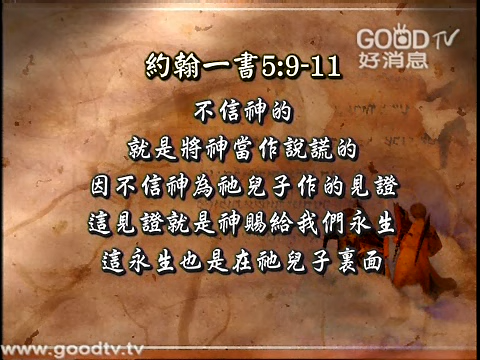 GOOD TV
好消息
約翰一書5:9-11
不信神的
就是將神當作說謊的
因不信神為祂兒子作的見證
這見證就是神賜給我們永生
這永生也是在祂兒子裏面
www.goodtv.tv